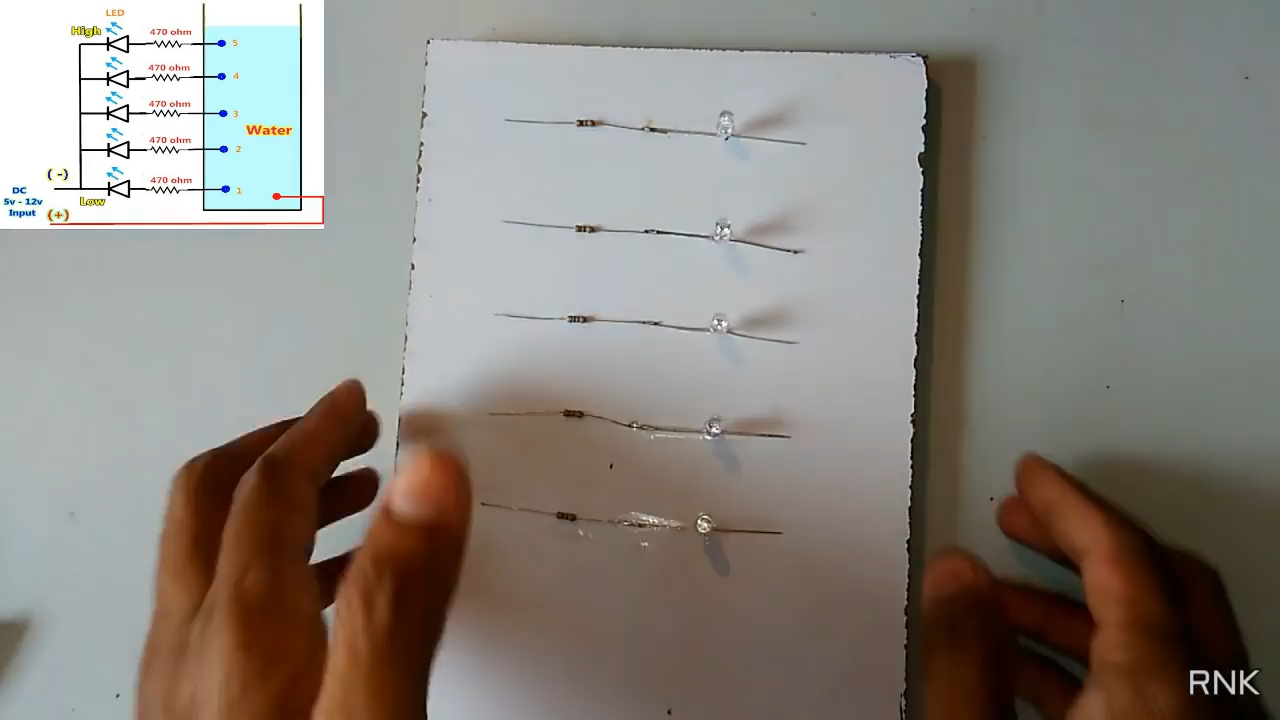 LED
High
470 ohm
5
470 ohm
4
470 ohm
3
Water
470 ohm
2
(-)
470 ohm
1
DC
5v - 12v
Input
Low
(+)
RNK